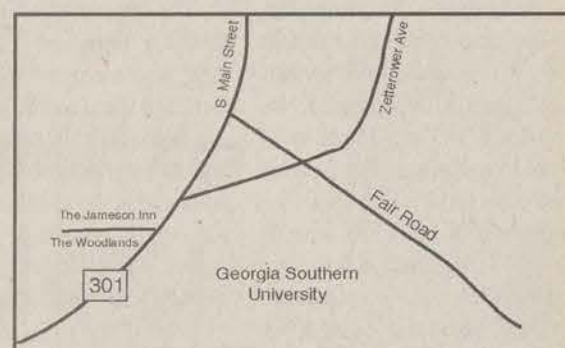 S Main Street
Zetterower Ave
Fair Road
The Jameson Inn
The Woodlands
301
Georgia Southern
University